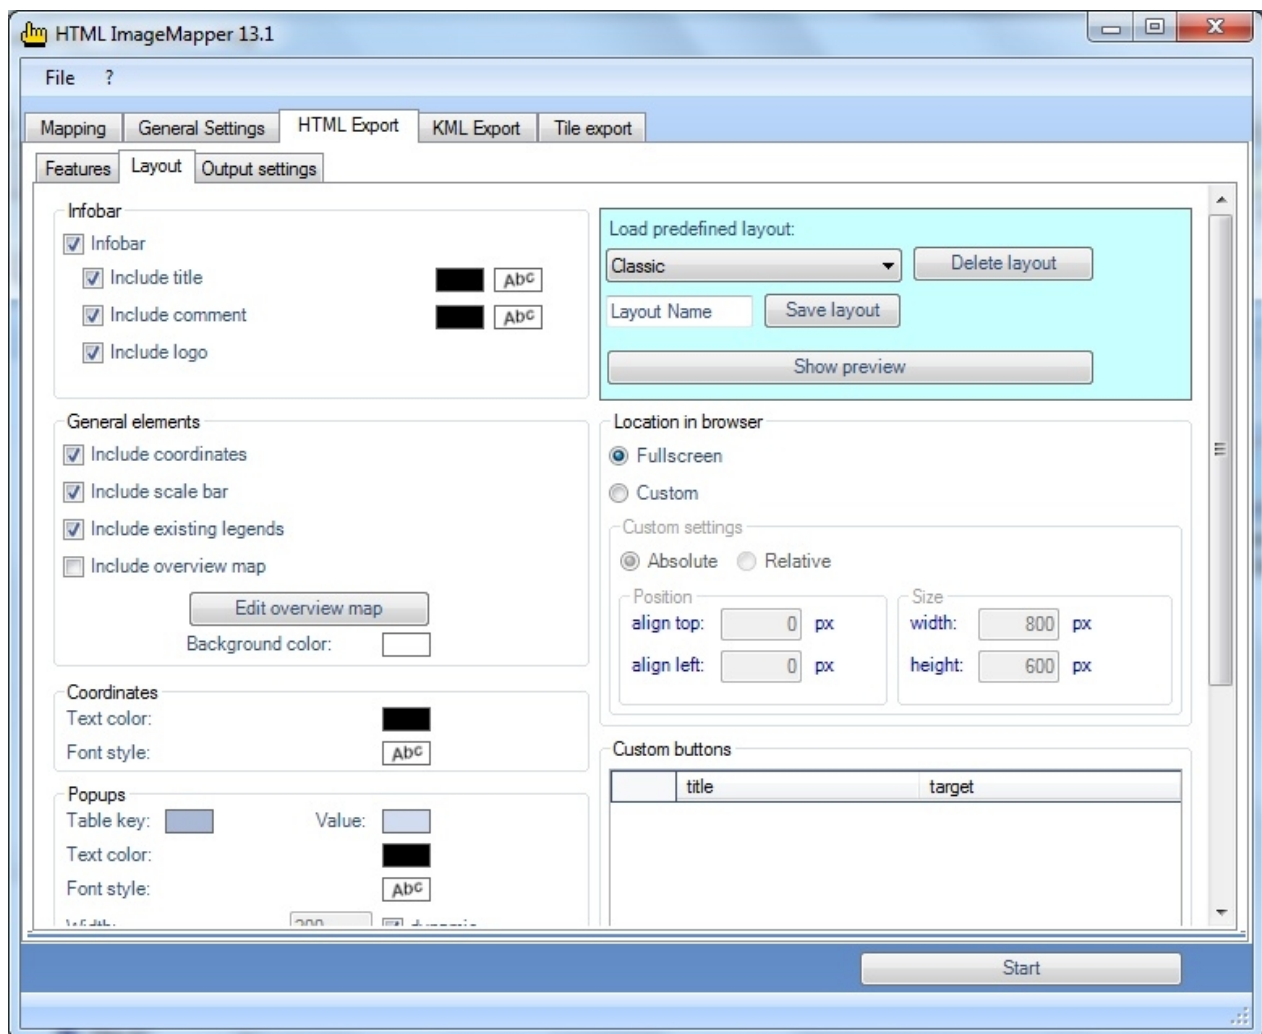 HTML ImageMapper 13.1
File ?
Mapping General Settings HTML Export KML Export Tile export
Features Layout Output settings
Infobar
Infobar
Include title Abc
Include comment Abc
Include logo
Load predefined layout:
Classic Delete layout
Layout Name Save layout
Show preview
General elements
Include coordinates
Include scale bar
Include existing legends
Include overview map
Edit overview map
Background color:
Location in browser
Fullscreen
Custom
Custom settings
Absolute Relative
Position
align top: 0 px
align left: 0 px
Size
width: 800 px
height: 600 px
Coordinates
Text color:
Font style: Abc
Custom buttons
title target
Popups
Table key: Value:
Text color:
Font style: Abc
Width: 200 dynamic
Start